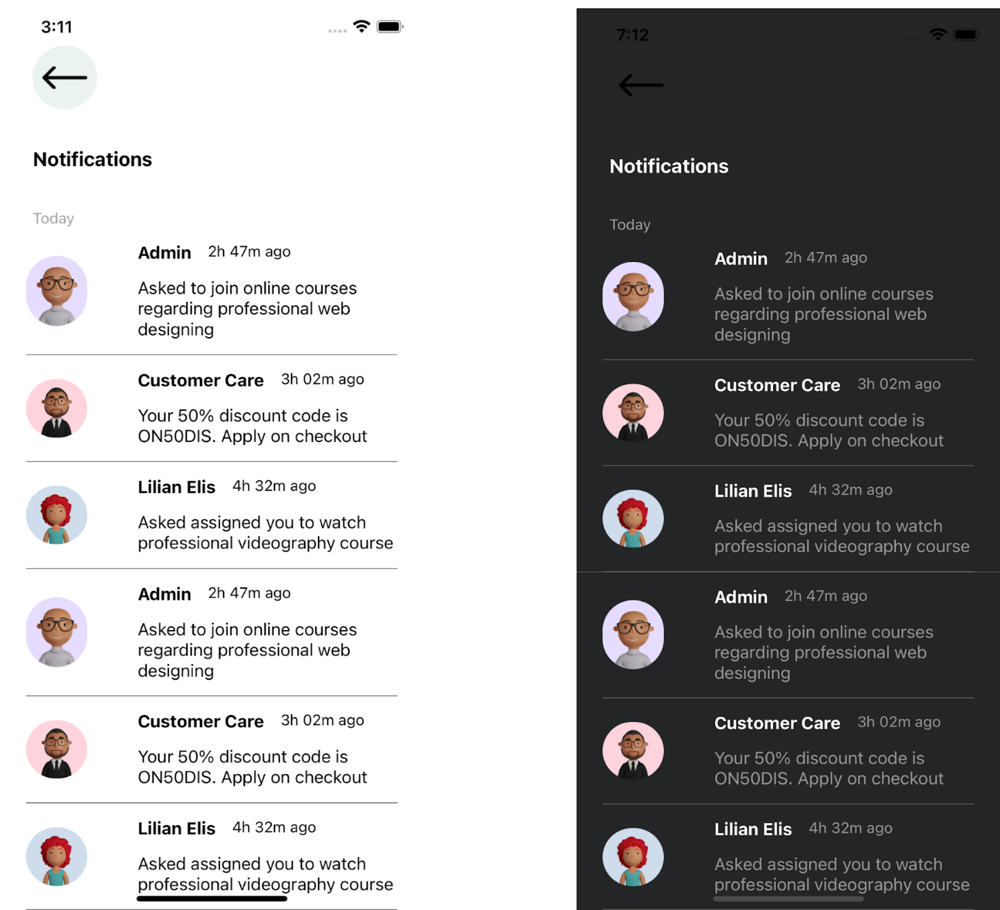 3:11
Notifications
Today
Admin 2h 47m ago
Asked to join online courses
regarding professional web
designing
Customer Care 3h 02m ago
Your 50% discount code is
ON50DIS. Apply on checkout
Lilian Elis 4h 32m ago
Asked assigned you to watch
professional videography course
Admin 2h 47m ago
Asked to join online courses
regarding professional web
designing
Customer Care 3h 02m ago
Your 50% discount code is
ON50DIS. Apply on checkout
Lilian Elis 4h 32m ago
Asked assigned you to watch
professional videography course
7:12
Notifications
Today
Admin 2h 47m ago
Asked to join online courses
regarding professional web
designing
Customer Care 3h 02m ago
Your 50% discount code is
ON50DIS. Apply on checkout
Lilian Elis 4h 32m ago
Asked assigned you to watch
professional videography course
Admin 2h 47m ago
Asked to join online courses
regarding professional web
designing
Customer Care 3h 02m ago
Your 50% discount code is
ON50DIS. Apply on checkout
Lilian Elis 4h 32m ago
Asked assigned you to watch
professional videography course